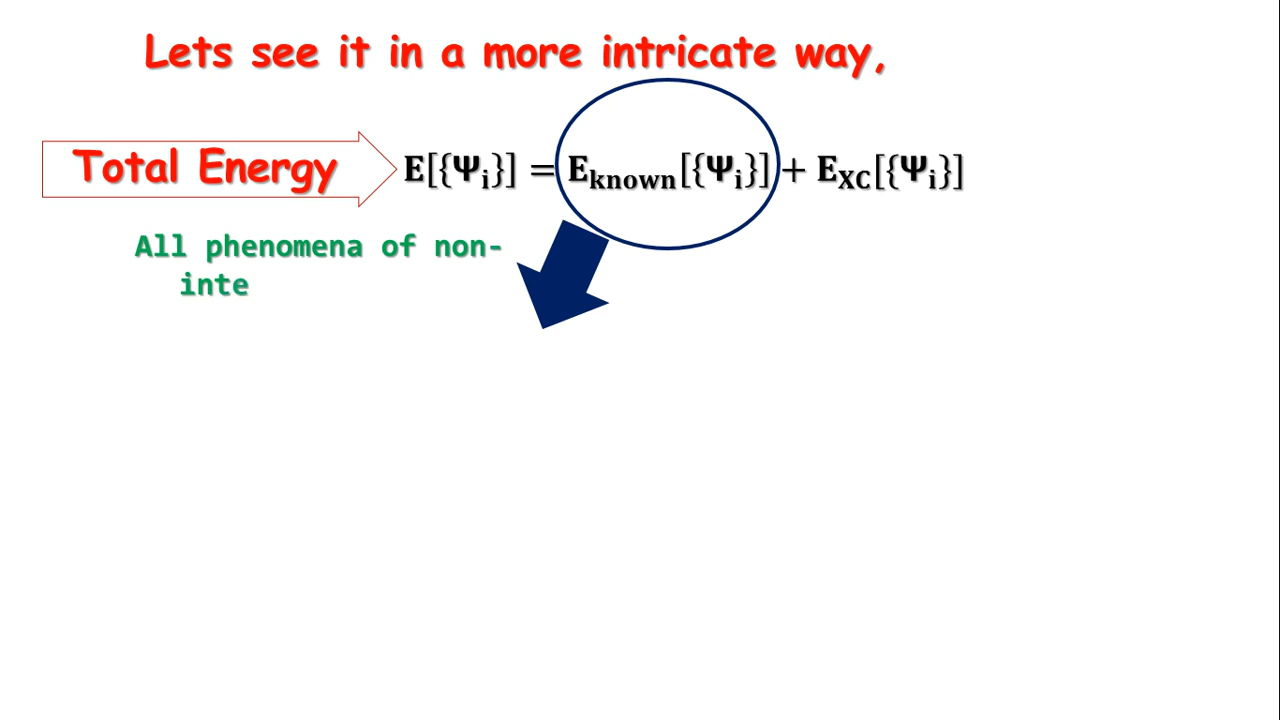 Lets see it in a more intricate way,
Total Energy E[{Ψi}] = Eknown[{Ψi}] + EXC[{Ψi}]
All phenomena of non-
inte